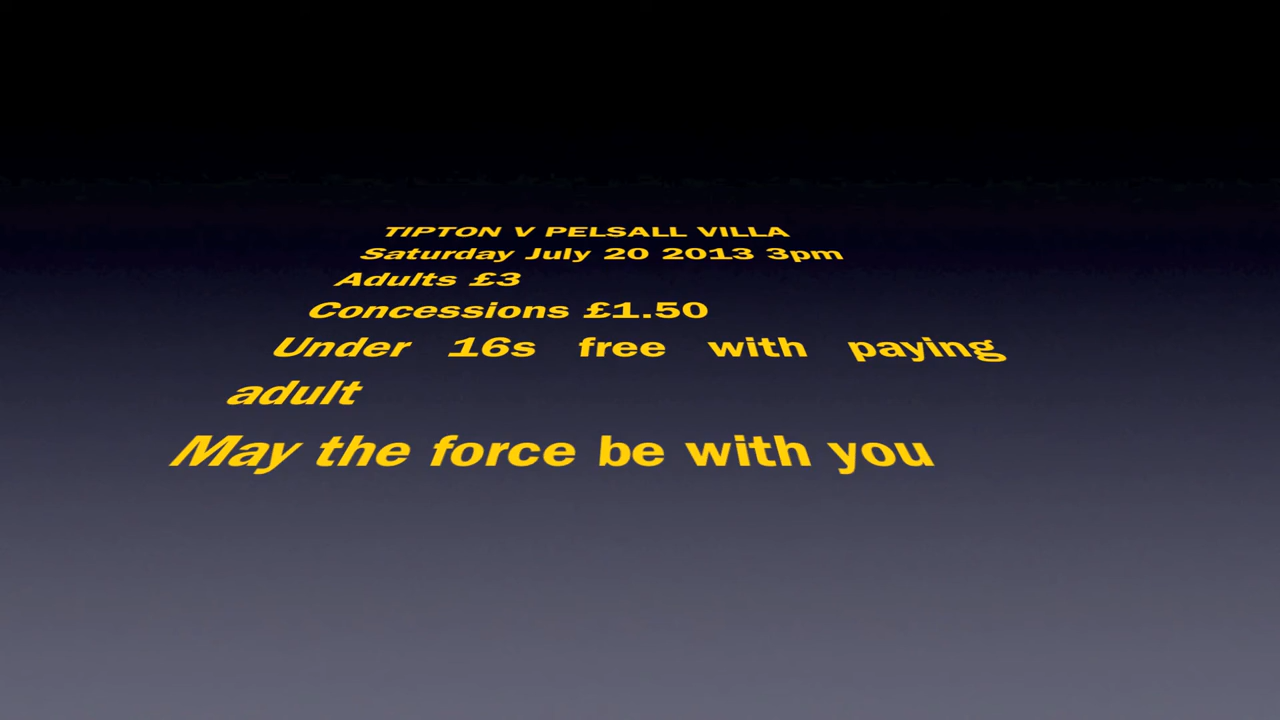 TIPTON V PELSALL VILLA
Saturday July 20 2013 3pm
Adults £3
Concessions £1.50
Under 16s free with paying
adult
May the force be with you